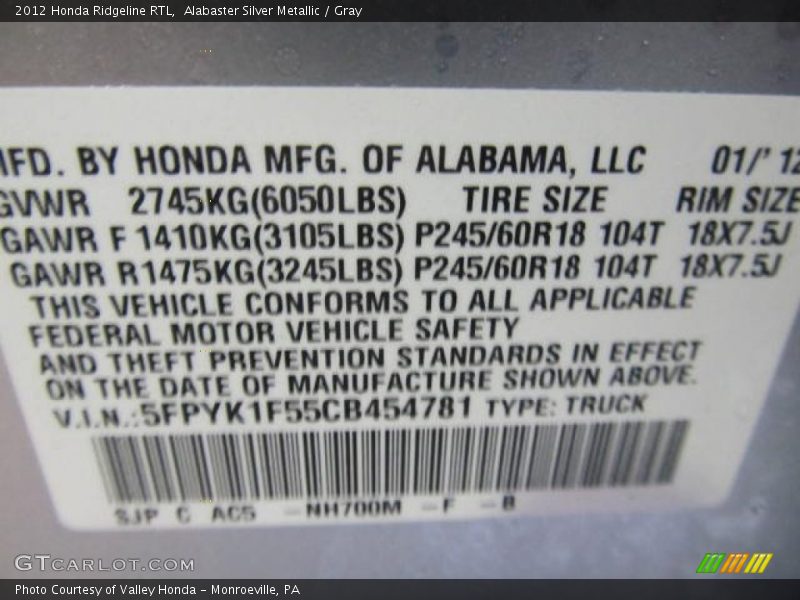 2012 Honda Ridgeline RTL,  Alabaster Silver Metallic / Gray
MFD. BY HONDA MFG. OF ALABAMA, LLC 01/' 12
GVWR 2745KG(6050LBS) TIRE SIZE RIM SIZE
GAWR F 1410KG(3105LBS) P245/60R18 104T 18X7.5J
GAWR R 1475KG(3245LBS) P245/60R18 104T 18X7.5J
THIS VEHICLE CONFORMS TO ALL APPLICABLE
FEDERAL MOTOR VEHICLE SAFETY
AND THEFT PREVENTION STANDARDS IN EFFECT
ON THE DATE OF MANUFACTURE SHOWN ABOVE.
V.I.N.:5FPYK1F55CB454781 TYPE: TRUCK
SJP C AC5 -NH700M -F -B
GTCARLOT.COM
Photo Courtesy of Valley Honda - Monroeville, PA